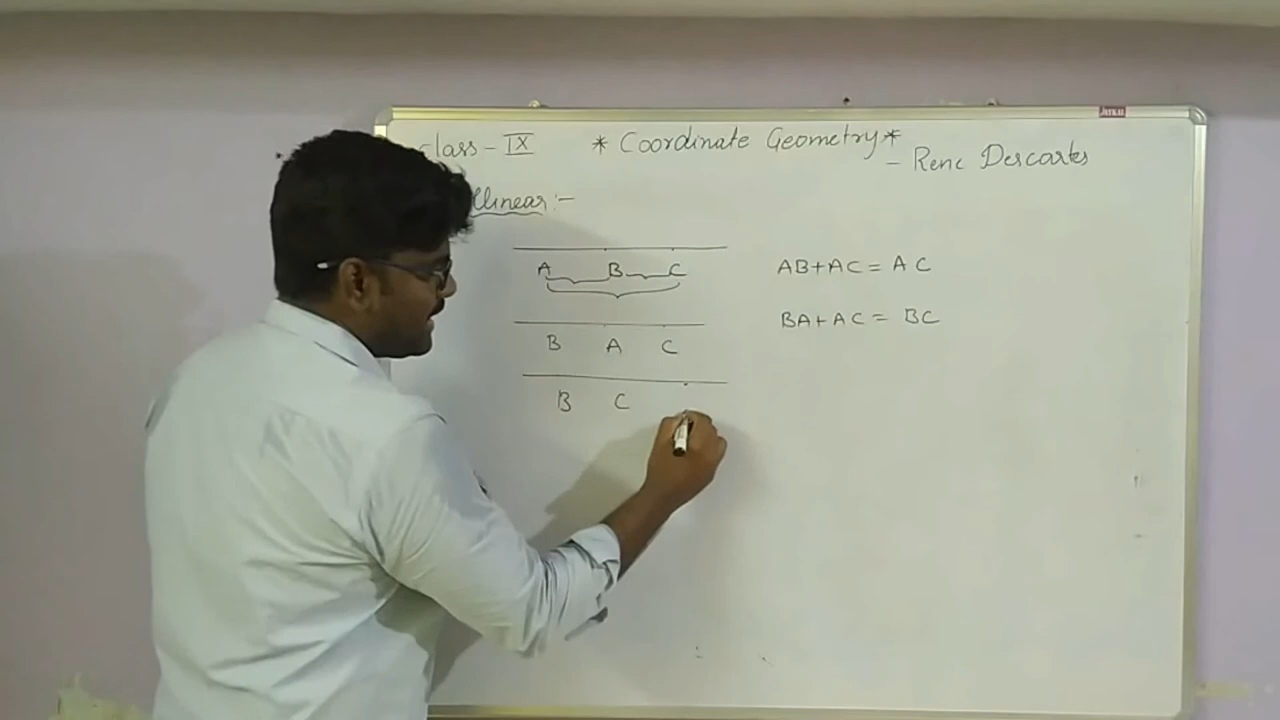 class - IX * Coordinate Geometry *
- Renc Descartes
llinear :-
A B C AB + AC = AC
B A C BA + AC = BC
B C